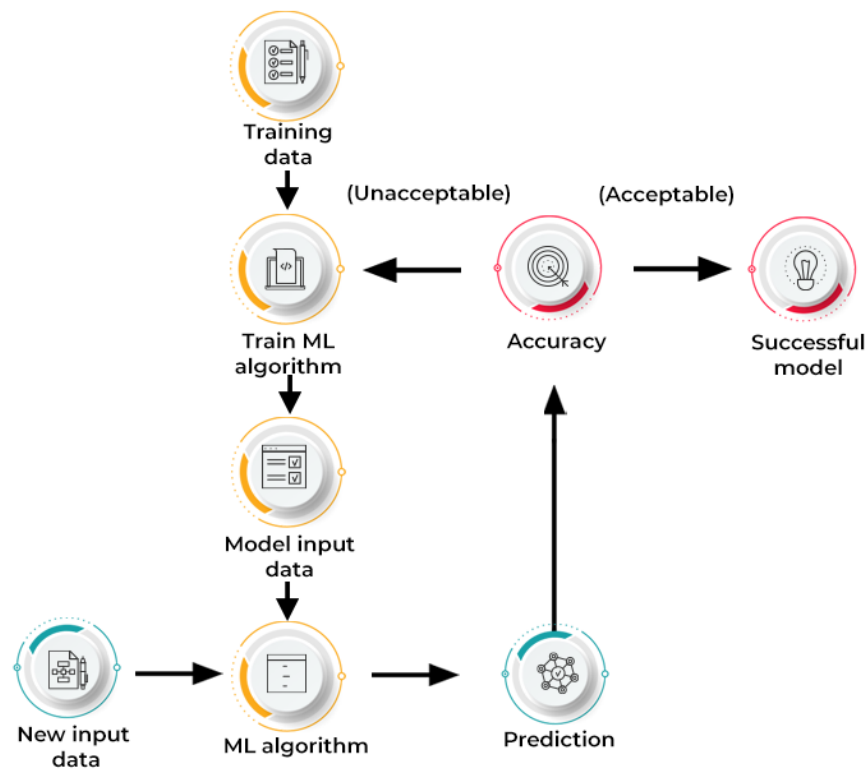 Training
data
(Unacceptable)
(Acceptable)
Train ML
algorithm
Accuracy
Successful
model
Model input
data
New input
data
ML algorithm
Prediction